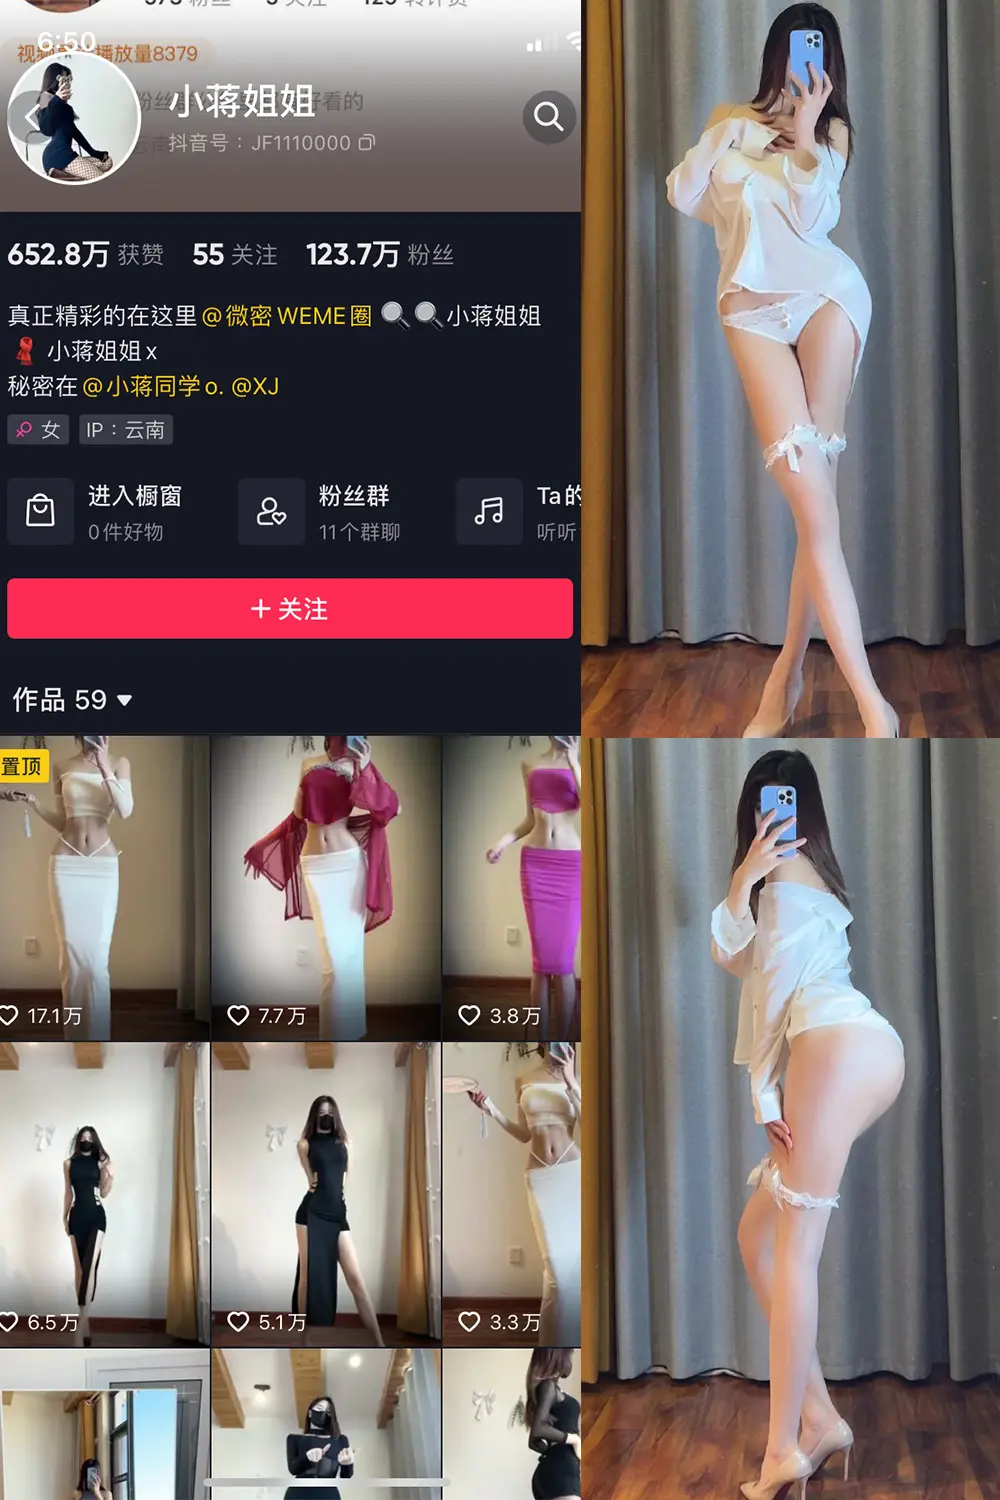 6:50
播放量8379
小蒋姐姐
抖音号：JF1110000
652.8万 获赞 55 关注 123.7万 粉丝
真正精彩的在这里@微密 WEME圈 小蒋姐姐
小蒋姐姐x
秘密在@小蒋同学o. @XJ
女 IP：云南
进入橱窗 粉丝群 Ta的
0件好物 11个群聊 听听
+ 关注
作品 59
置顶
17.1万 7.7万 3.8万
6.5万 5.1万 3.3万